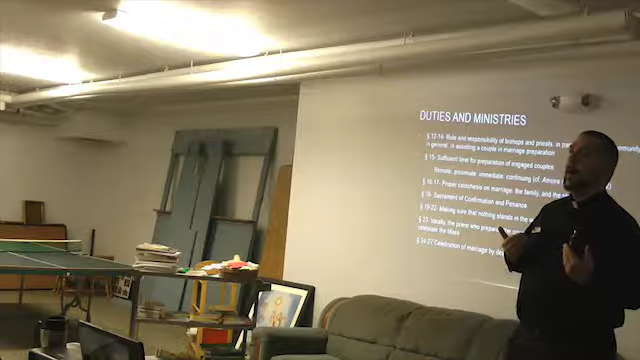 DUTIES AND MINISTRIES
§ 12-14- Role and responsibility of bishops and priests, in
in general, in assisting a couple in marriage preparation
§ 15- Sufficient time for preparation of engaged couples
Remote, proximate, immediate, continuing (cf.
§ 16-17- Proper catechesis on marriage, the family, and the
§ 18- Sacrament of Confirmation and Penance
§ 19-22- Making sure that nothing stands in the
§ 23- Ideally, the priest who
celebrate the Mass
§ 24-27 Celebration of marriage by